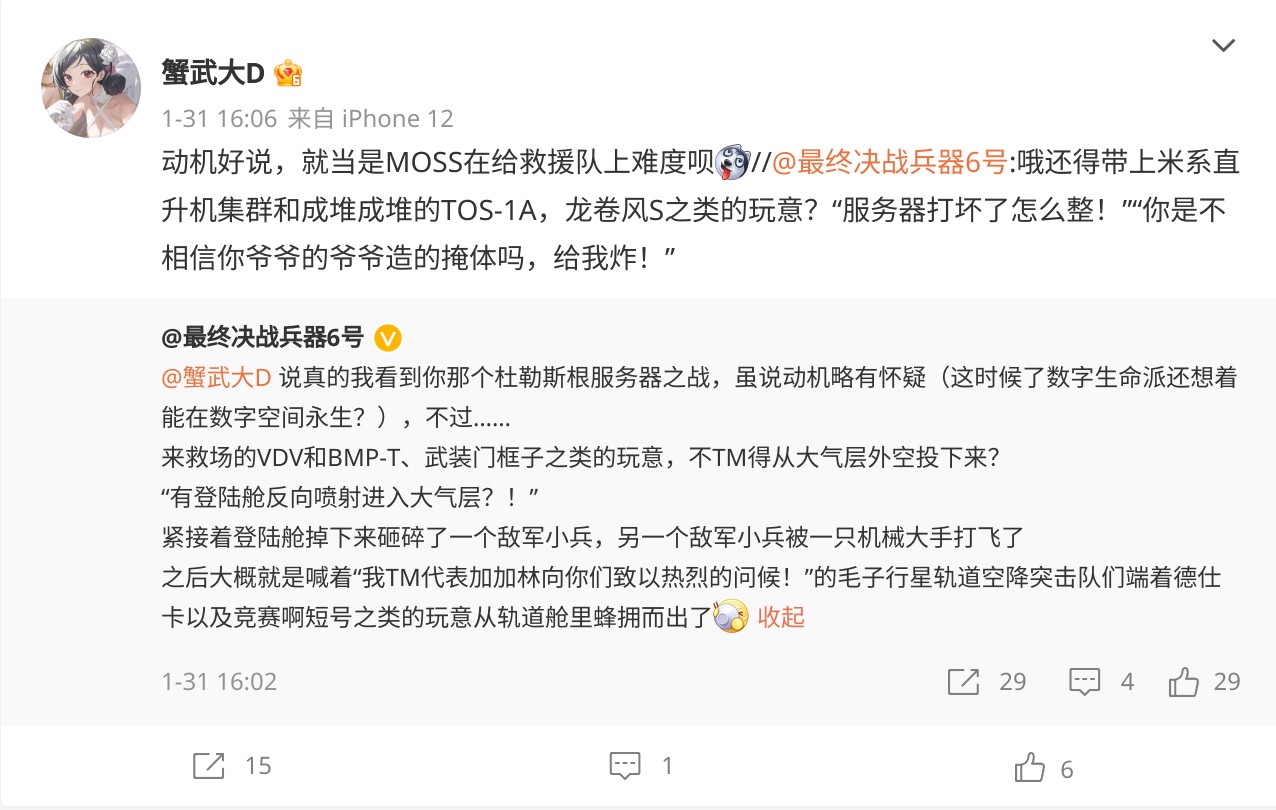 蟹武大D
1-31 16:06 来自 iPhone 12
动机好说，就当是MOSS在给救援队上难度呗//@最终决战兵器6号:哦还得带上米系直
升机集群和成堆成堆的TOS-1A，龙卷风S之类的玩意？“服务器打坏了怎么整！”“你是不
相信你爷爷的爷爷造的掩体吗，给我炸！”
@最终决战兵器6号
@蟹武大D 说真的我看到你那个杜勒斯根服务器之战，虽说动机略有怀疑（这时候了数字生命派还想着
能在数字空间永生？），不过……
来救场的VDV和BMP-T、武装门框子之类的玩意，不TM得从大气层外空投下来？
“有登陆舱反向喷射进入大气层？！”
紧接着登陆舱掉下来砸碎了一个敌军小兵，另一个敌军小兵被一只机械大手打飞了
之后大概就是喊着“我TM代表加加林向你们致以热烈的问候！”的毛子行星轨道空降突击队们端着德仕
卡以及竞赛啊短号之类的玩意从轨道舱里蜂拥而出了 收起
1-31 16:02
29 4 29
15 1 6